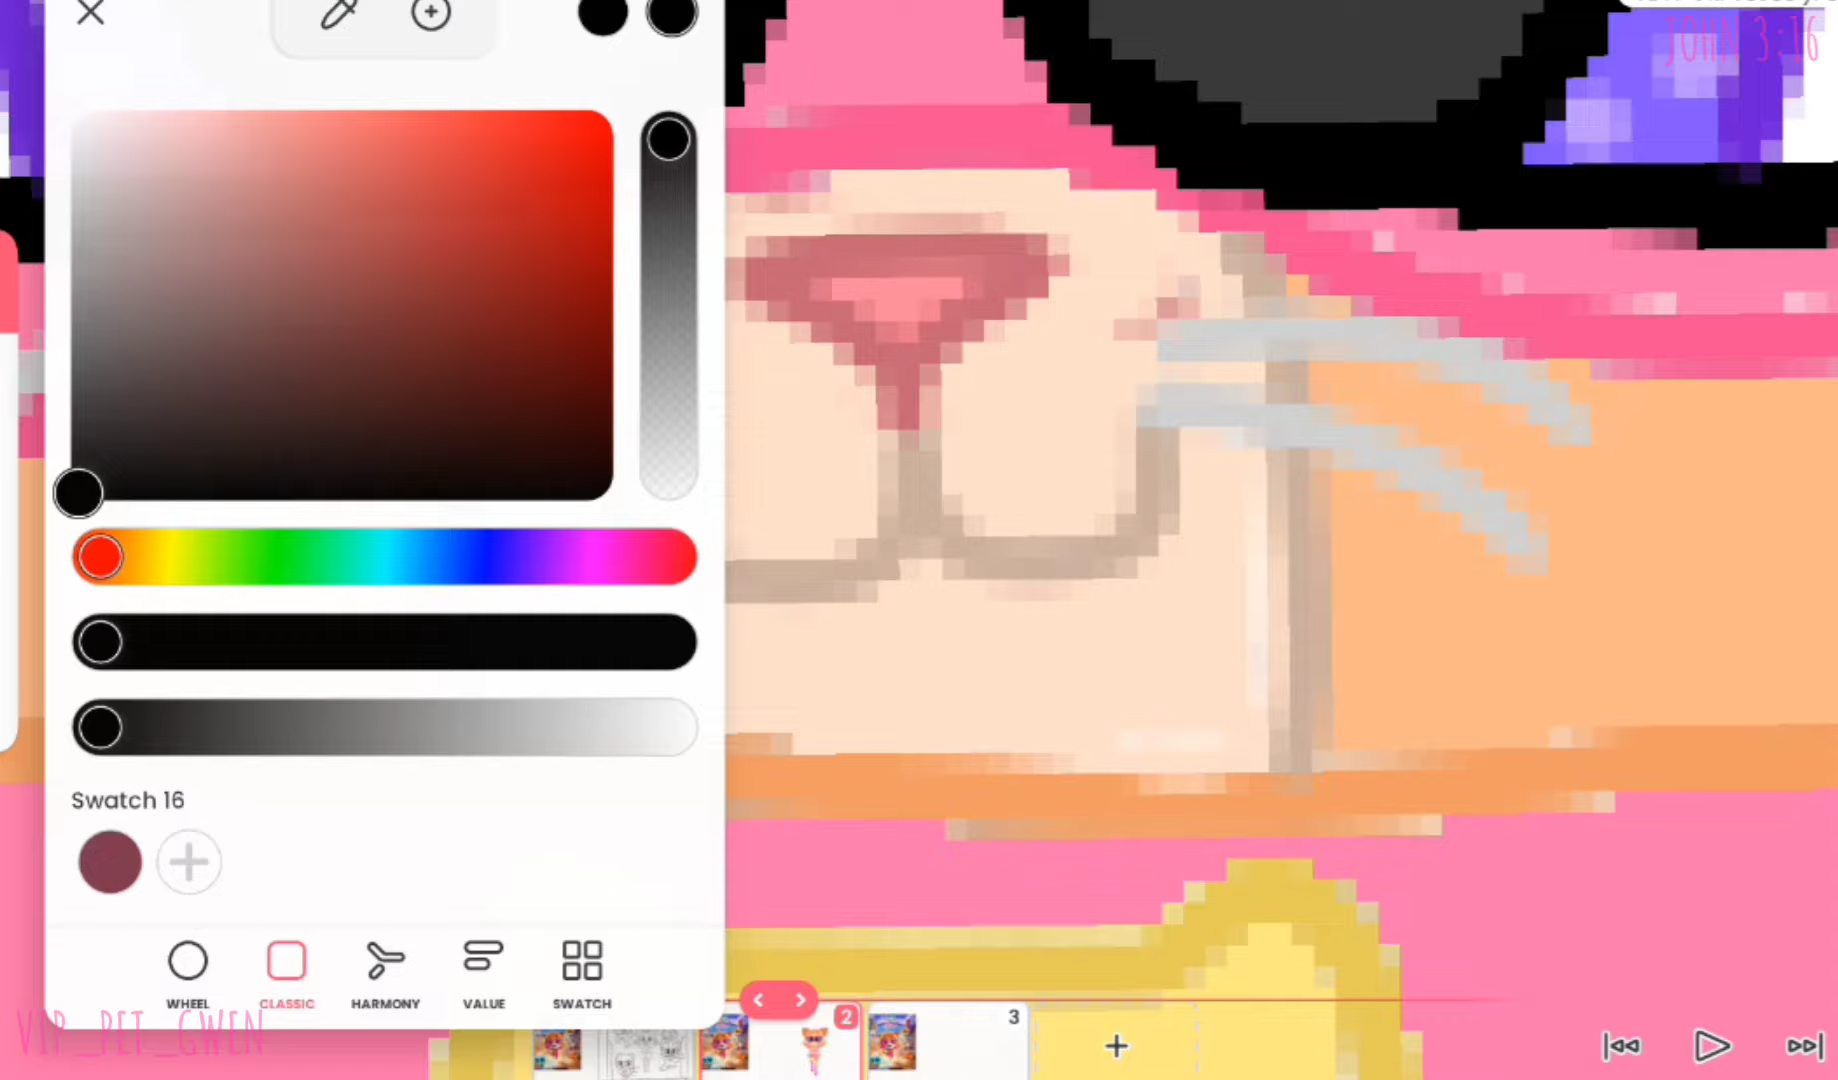 JOHN 3:16
Swatch 16
WHEEL
CLASSIC
HARMONY
VALUE
SWATCH
VIP_PET_GWEN
2
3